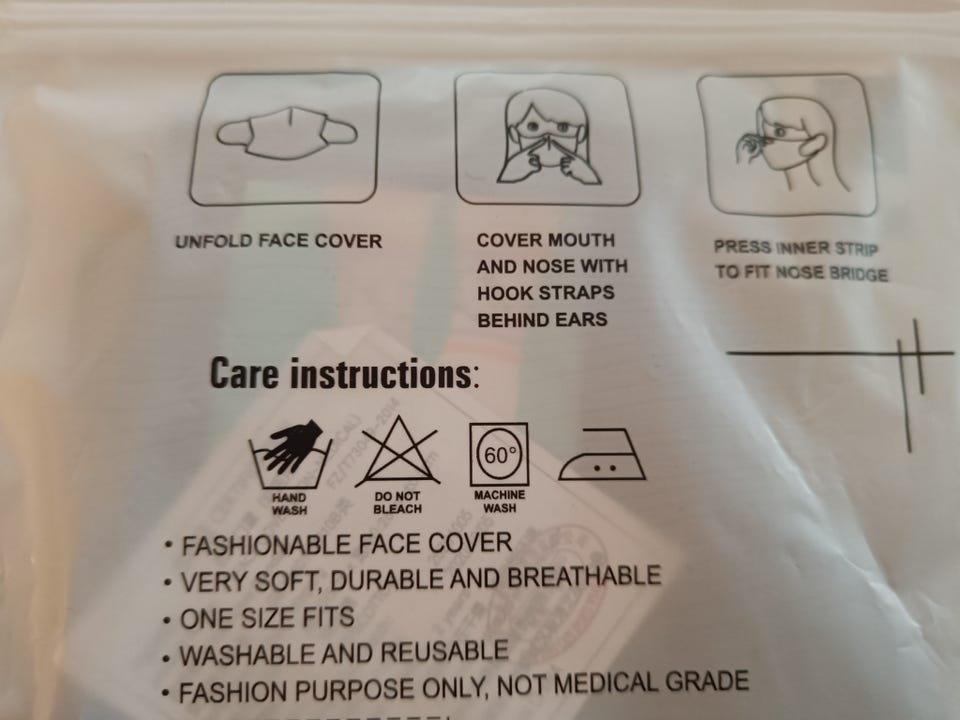 UNFOLD FACE COVER
COVER MOUTH
AND NOSE WITH
HOOK STRAPS
BEHIND EARS
PRESS INNER STRIP
TO FIT NOSE BRIDGE
Care instructions:
HAND
WASH
DO NOT
BLEACH
60°
MACHINE
WASH
• FASHIONABLE FACE COVER
• VERY SOFT, DURABLE AND BREATHABLE
• ONE SIZE FITS
• WASHABLE AND REUSABLE
• FASHION PURPOSE ONLY, NOT MEDICAL GRADE